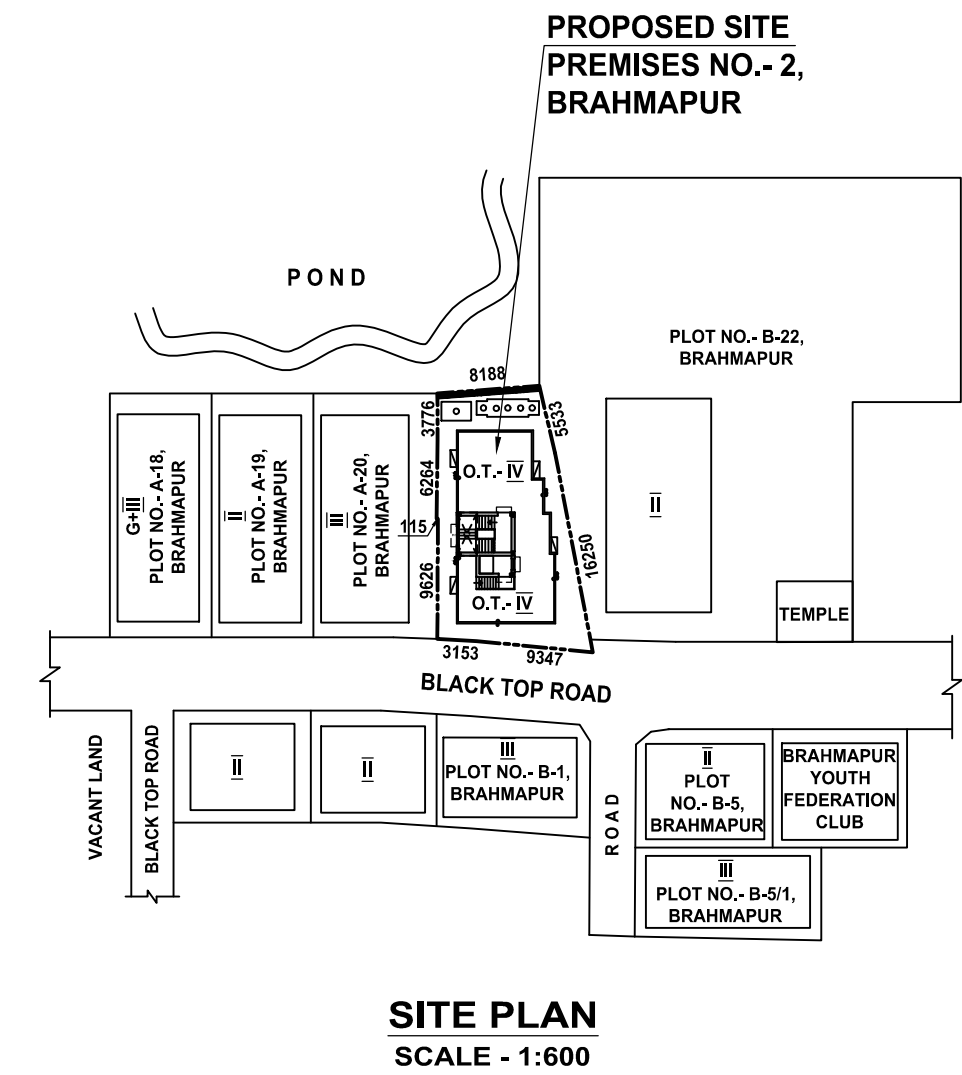 PROPOSED SITE
PREMISES NO.- 2,
BRAHMAPUR
POND
PLOT NO.- B-22,
BRAHMAPUR
8188
3776
5533
6264
115
9626
16250
3153
9347
O.T.- IV
O.T.- IV
G+III
PLOT NO.- A-18,
BRAHMAPUR
II
PLOT NO.- A-19,
BRAHMAPUR
III
PLOT NO.- A-20,
BRAHMAPUR
II
TEMPLE
BLACK TOP ROAD
VACANT LAND
BLACK TOP ROAD
II
II
III
PLOT NO.- B-1,
BRAHMAPUR
ROAD
II
PLOT
NO.- B-5,
BRAHMAPUR
BRAHMAPUR
YOUTH
FEDERATION
CLUB
III
PLOT NO.- B-5/1,
BRAHMAPUR
SITE PLAN
SCALE - 1:600